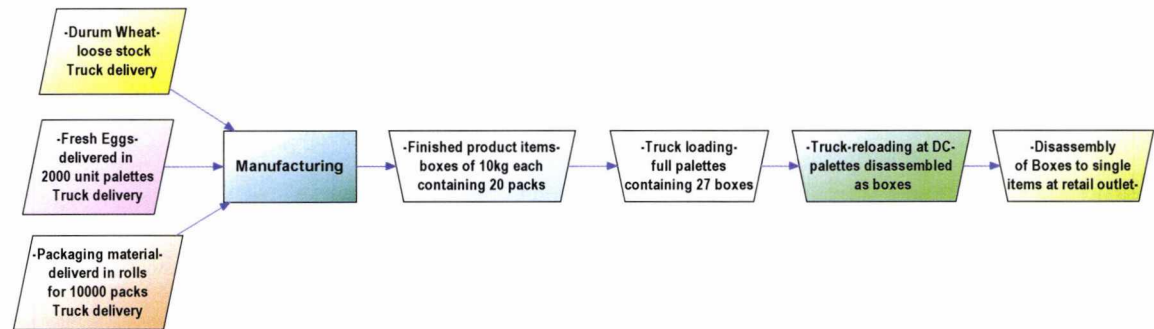 -Durum Wheat-
loose stock
Truck delivery
-Fresh Eggs-
delivered in
2000 unit palettes
Truck delivery
-Packaging material-
deliverd in rolls
for 10000 packs
Truck delivery
Manufacturing
-Finished product items-
boxes of 10kg each
containing 20 packs
-Truck loading-
full palettes
containing 27 boxes
-Truck-reloading at DC-
palettes disassembled
as boxes
-Disassembly
of Boxes to single
items at retail outlet-